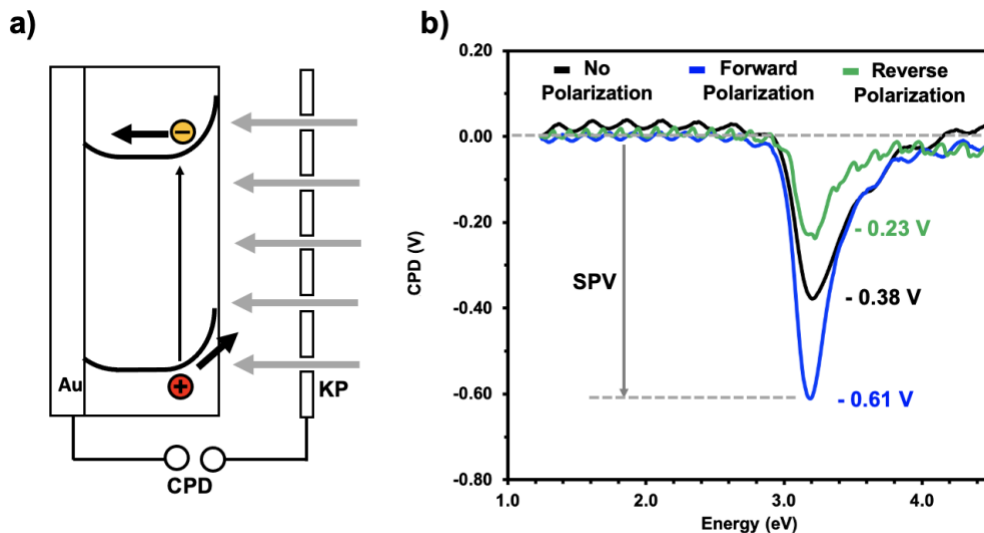 a)
−
+
Au
KP
CPD
b)
0.20
0.00
-0.20
-0.40
-0.60
-0.80
CPD (V)
No Polarization
Forward Polarization
Reverse Polarization
SPV
- 0.23 V
- 0.38 V
- 0.61 V
1.0 2.0 3.0 4.0
Energy (eV)